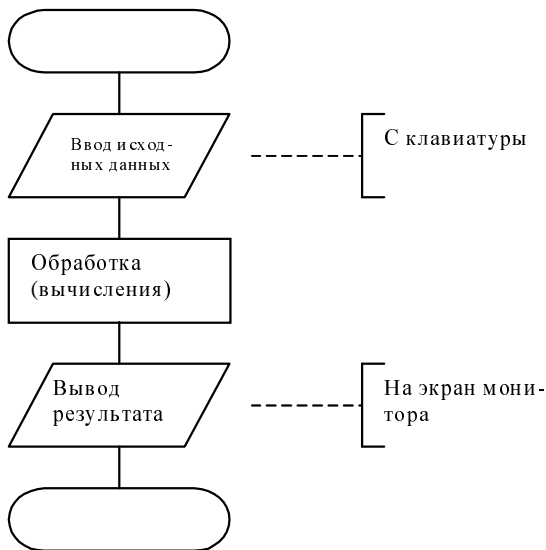 Ввод исход-
ных данных
С клавиатуры
Обработка
(вычисления)
Вывод
результата
На экран мони-
тора